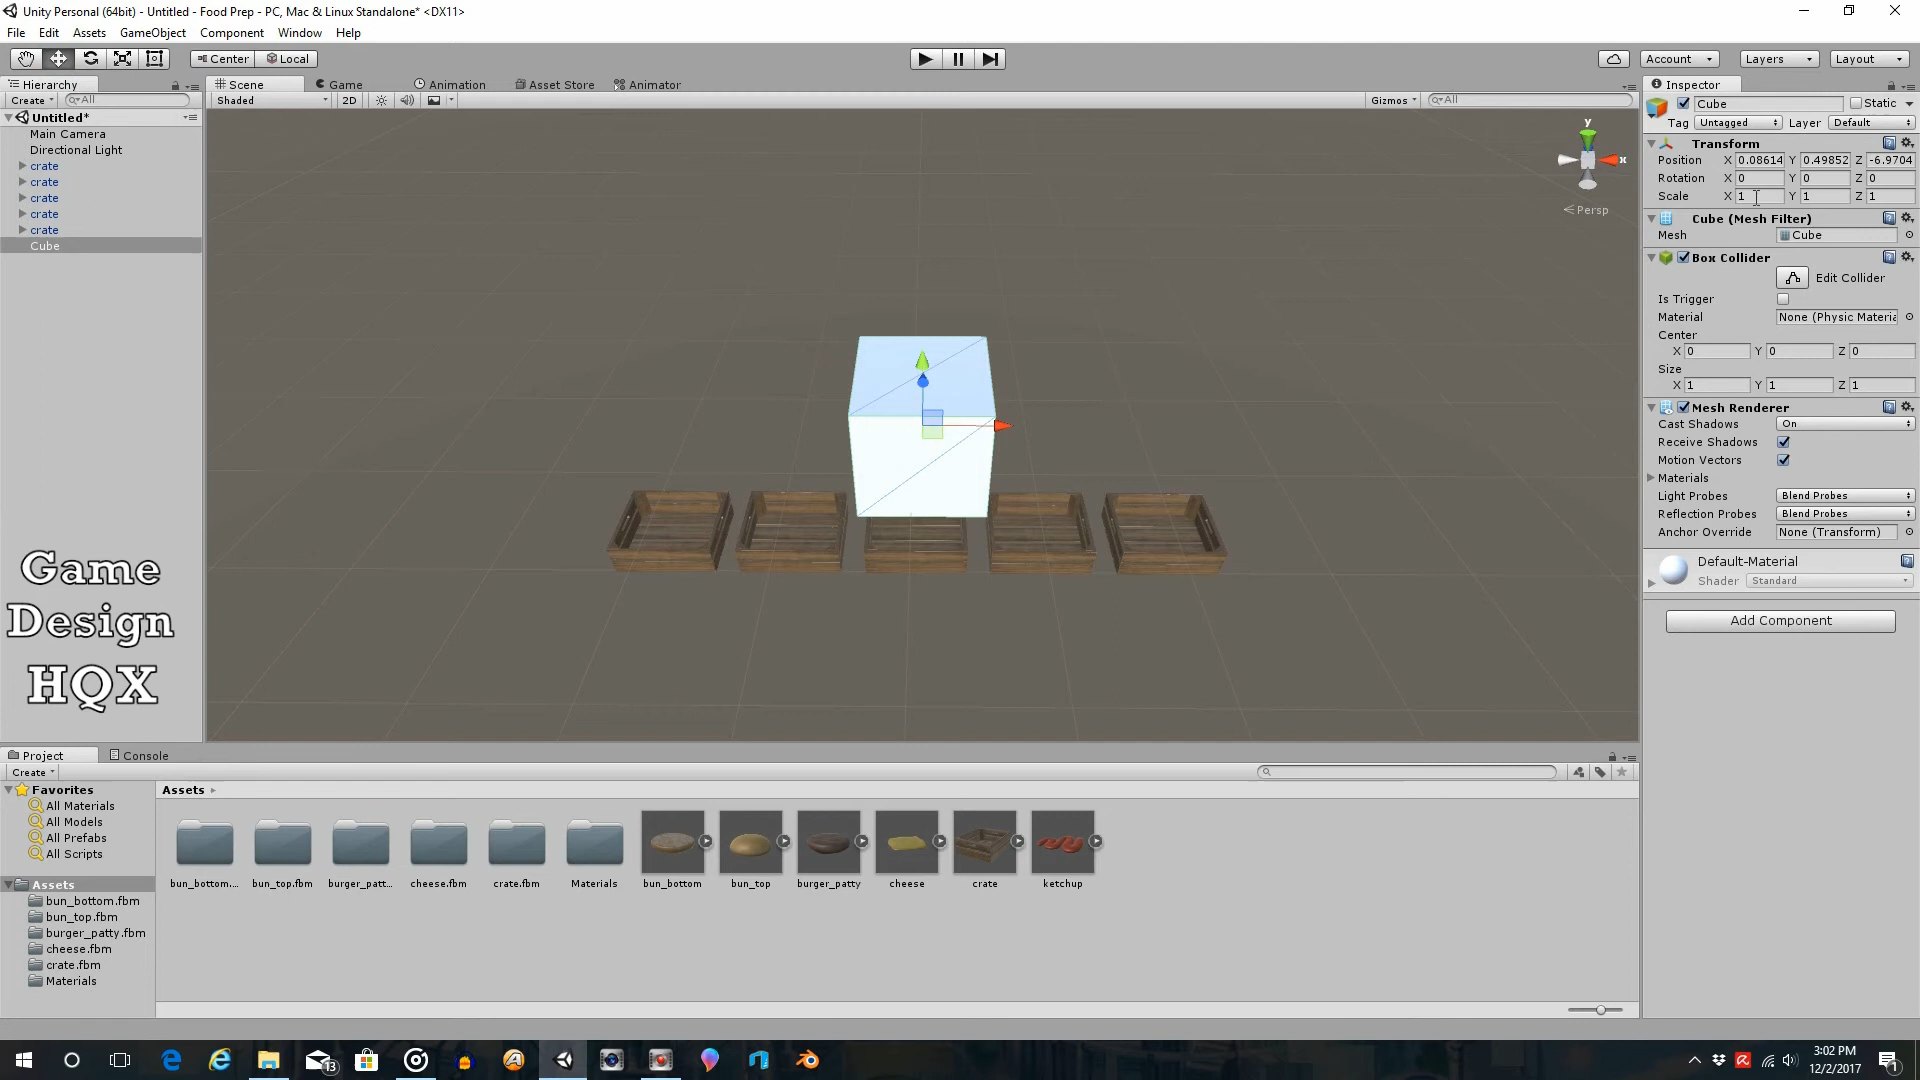 Unity Personal (64bit) - Untitled - Food Prep - PC, Mac & Linux Standalone* <DX11>
File Edit Assets GameObject Component Window Help
Center Local Account Layers Layout
Hierarchy
Create All
Untitled*
Main Camera
Directional Light
crate
crate
crate
crate
crate
Cube
Scene Game Animation Asset Store Animator
Shaded 2D Gizmos All
y
x
Persp
Inspector
Cube Static
Tag Untagged Layer Default
Transform
Position X 0.08614 Y 0.49852 Z -6.9704
Rotation X 0 Y 0 Z 0
Scale X 1 Y 1 Z 1
Cube (Mesh Filter)
Mesh Cube
Box Collider
Edit Collider
Is Trigger
Material None (Physic Materia
Center
X 0 Y 0 Z 0
Size
X 1 Y 1 Z 1
Mesh Renderer
Cast Shadows On
Receive Shadows
Motion Vectors
Materials
Light Probes Blend Probes
Reflection Probes Blend Probes
Anchor Override None (Transform)
Default-Material
Shader Standard
Add Component
Game
Design
HQX
Project Console
Create
Favorites
All Materials
All Models
All Prefabs
All Scripts
Assets
bun_bottom.fbm
bun_top.fbm
burger_patty.fbm
cheese.fbm
crate.fbm
Materials
Assets
bun_bottom.... bun_top.fbm burger_patt... cheese.fbm crate.fbm Materials bun_bottom bun_top burger_patty cheese crate ketchup
13
3:02 PM
12/2/2017
1